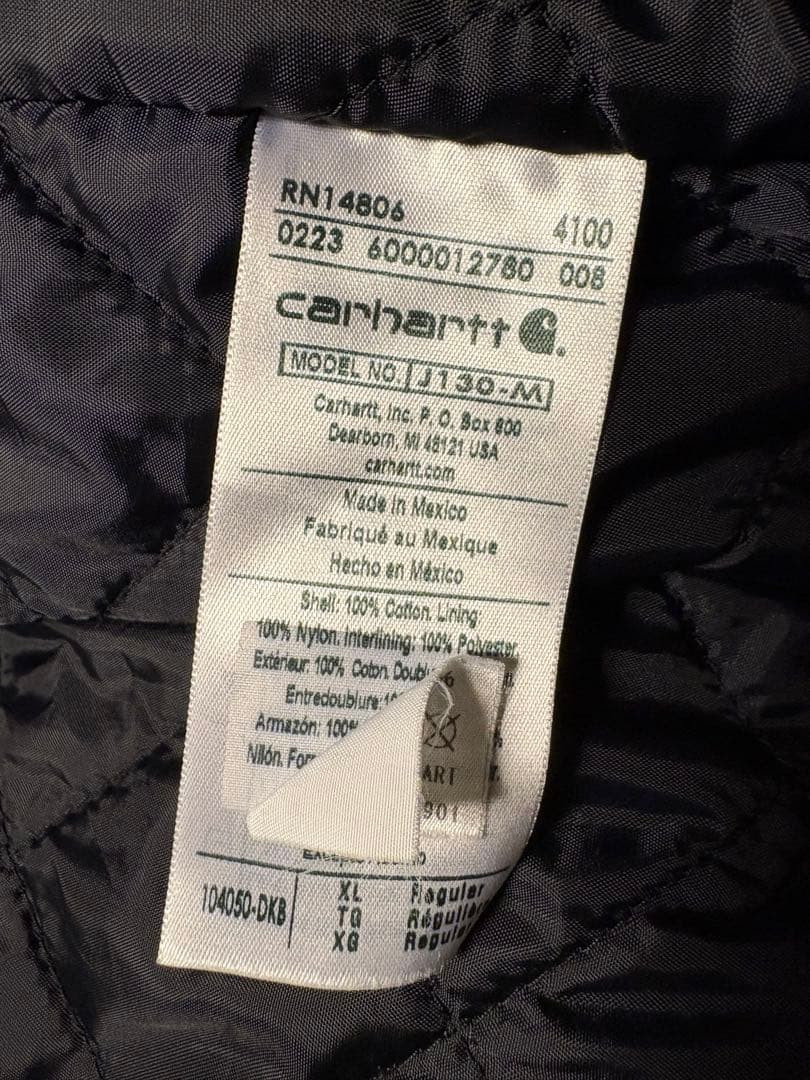 RN14806 4100
0223 6000012780 008
carhartt
MODEL NO. J130-M
Carhartt, Inc. P. O. Box 600
Dearborn, MI 48121 USA
carhartt.com
Made in Mexico
Fabriqué au Mexique
Hecho en México
Shell: 100% Cotton. Lining
100% Nylon. Interlining: 100% Polyester.
Extérieur: 100% Coton.
Entredoublure:
Armazón: 100%
Nilón.
ART
901
104050-DKB XL Regular
TG
XG